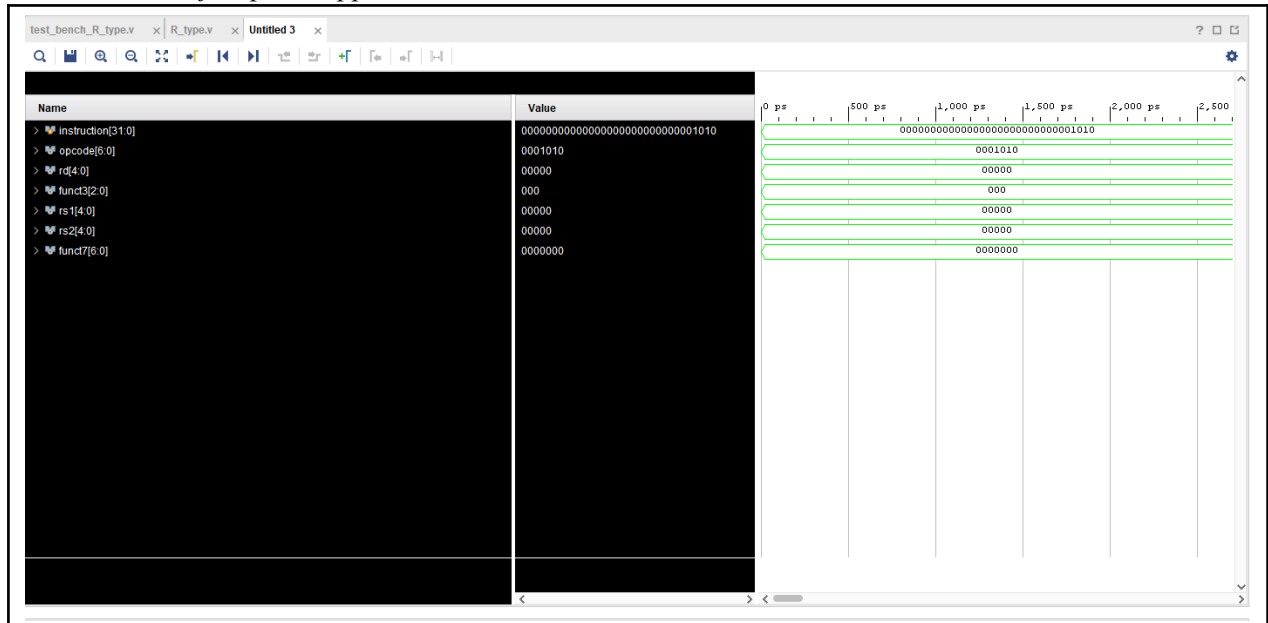 test_bench_R_type.v x R_type.v x Untitled 3 x ?
Name Value 0 ps 500 ps 1,000 ps 1,500 ps 2,000 ps 2,500
> instruction[31:0] 00000000000000000000000000001010 00000000000000000000000000001010
> opcode[6:0] 0001010 0001010
> rd[4:0] 00000 00000
> funct3[2:0] 000 000
> rs1[4:0] 00000 00000
> rs2[4:0] 00000 00000
> funct7[6:0] 0000000 0000000